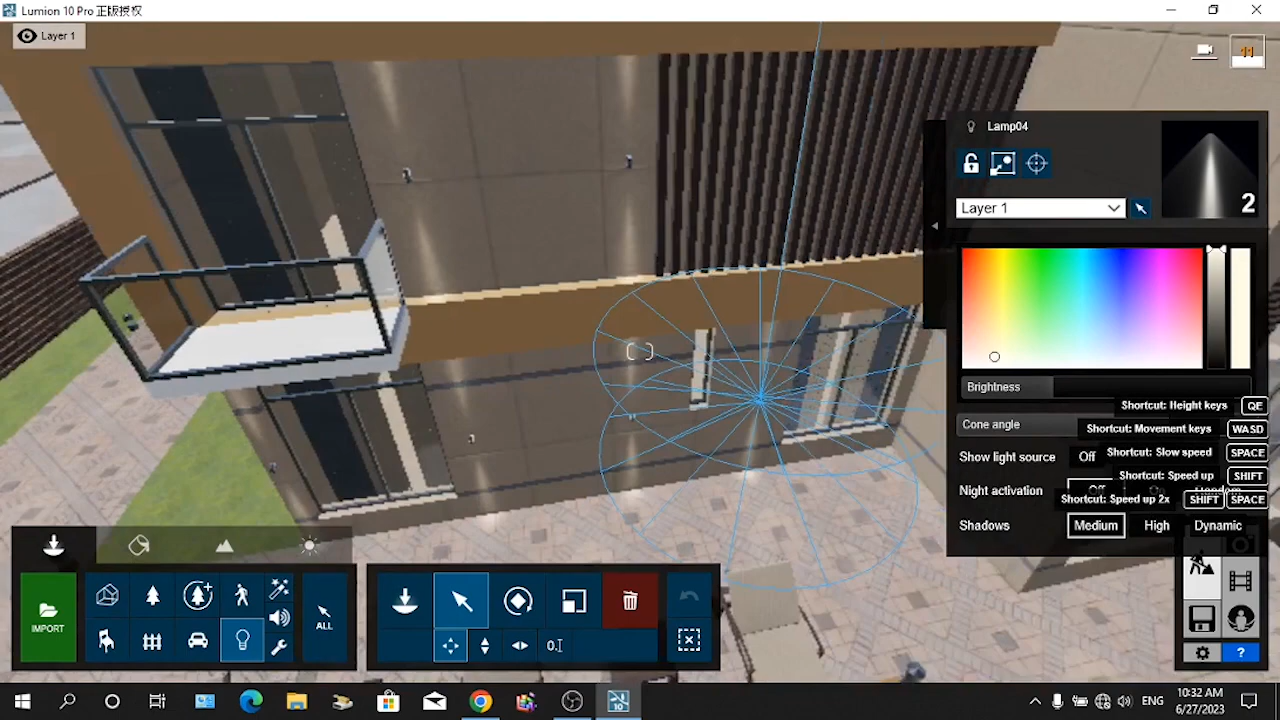 Lumion 10 Pro 正版授权
Layer 1
Lamp04
2
Layer 1
Brightness
Shortcut: Height keys QE
Cone angle
Shortcut: Movement keys WASD
Show light source Off
Shortcut: Slow speed SPACE
Shortcut: Speed up SHIFT
Night activation Off Random
Shortcut: Speed up 2x SHIFT SPACE
Shadows Medium High Dynamic
IMPORT
ALL
?
10
ENG
10:32 AM
6/27/2023